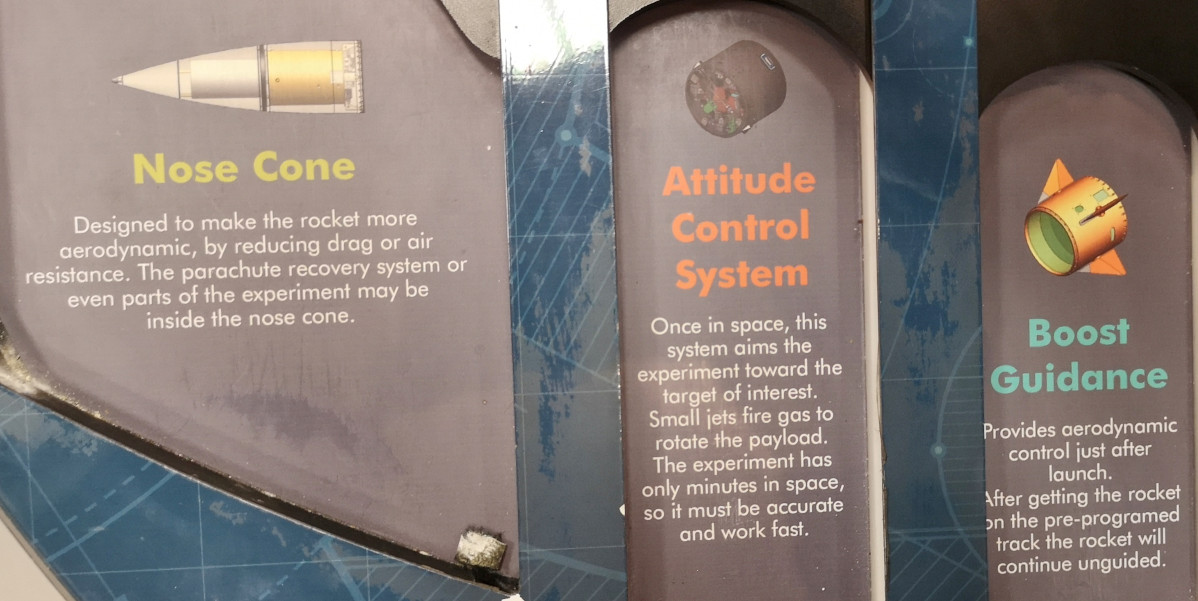 Nose Cone
Designed to make the rocket more
aerodynamic, by reducing drag or air
resistance. The parachute recovery system or
even parts of the experiment may be
inside the nose cone.
Attitude
Control
System
Once in space, this
system aims the
experiment toward the
target of interest.
Small jets fire gas to
rotate the payload.
The experiment has
only minutes in space,
so it must be accurate
and work fast.
Boost
Guidance
Provides aerodynamic
control just after
launch.
After getting the rocket
on the pre-programed
track the rocket will
continue unguided.